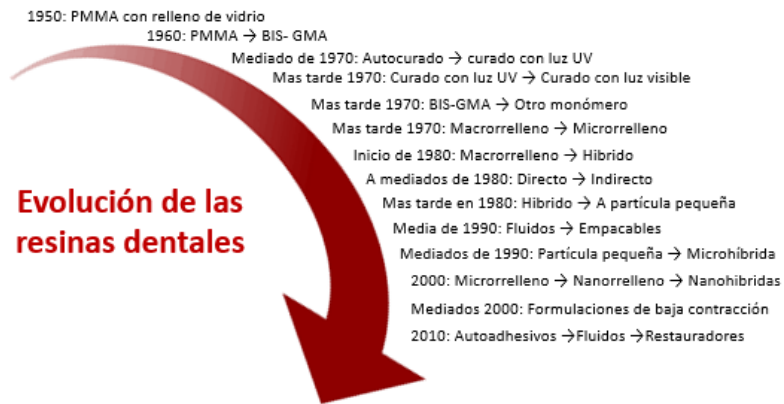 1950: PMMA con relleno de vidrio
1960: PMMA → BIS- GMA
Mediado de 1970: Autocurado → curado con luz UV
Mas tarde 1970: Curado con luz UV → Curado con luz visible
Mas tarde 1970: BIS-GMA → Otro monómero
Mas tarde 1970: Macrorrelleno → Microrrelleno
Inicio de 1980: Macrorrelleno → Hibrido
A mediados de 1980: Directo → Indirecto
Mas tarde en 1980: Hibrido → A partícula pequeña
Media de 1990: Fluidos → Empacables
Mediados de 1990: Partícula pequeña → Microhíbrida
2000: Microrrelleno → Nanorrelleno → Nanohibridas
Mediados 2000: Formulaciones de baja contracción
2010: Autoadhesivos →Fluidos →Restauradores
Evolución de las
resinas dentales